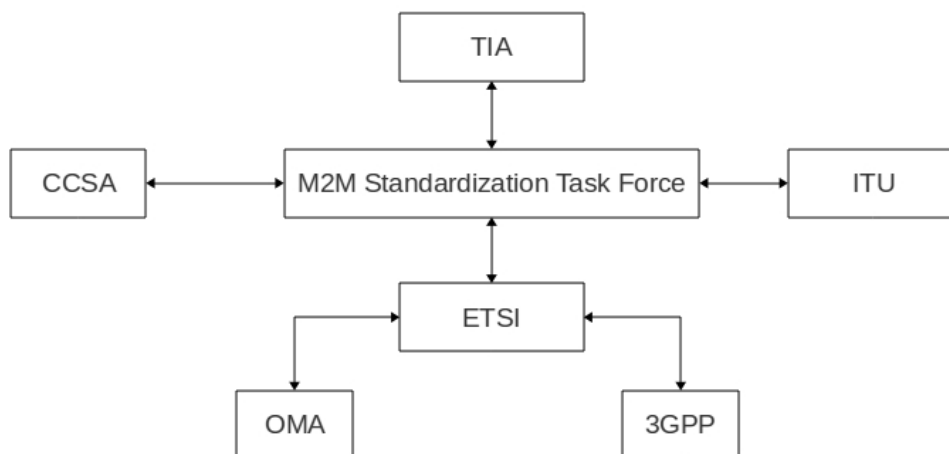 TIA
CCSA
M2M Standardization Task Force
ITU
ETSI
OMA
3GPP